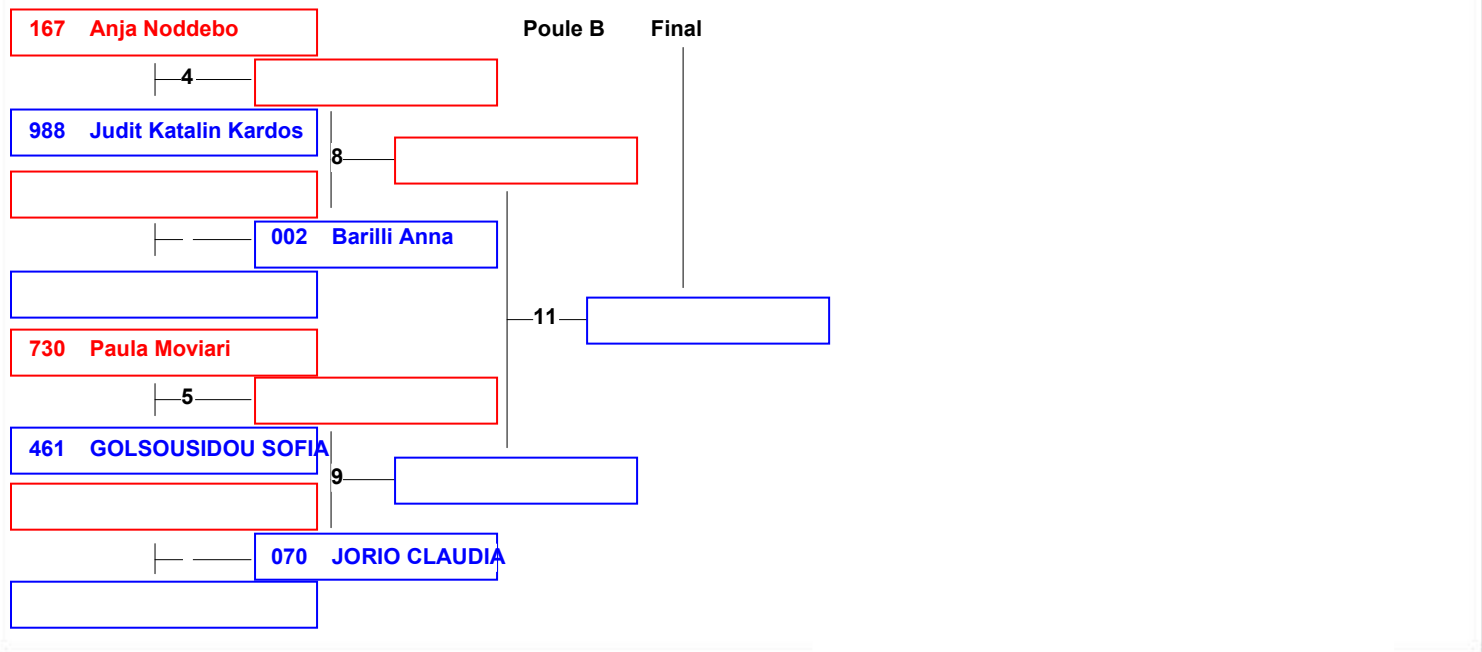 167 Anja Noddebo
Poule B Final
4
988 Judit Katalin Kardos
8
002 Barilli Anna
11
730 Paula Moviari
5
461 GOLSOUSIDOU SOFIA
9
070 JORIO CLAUDIA